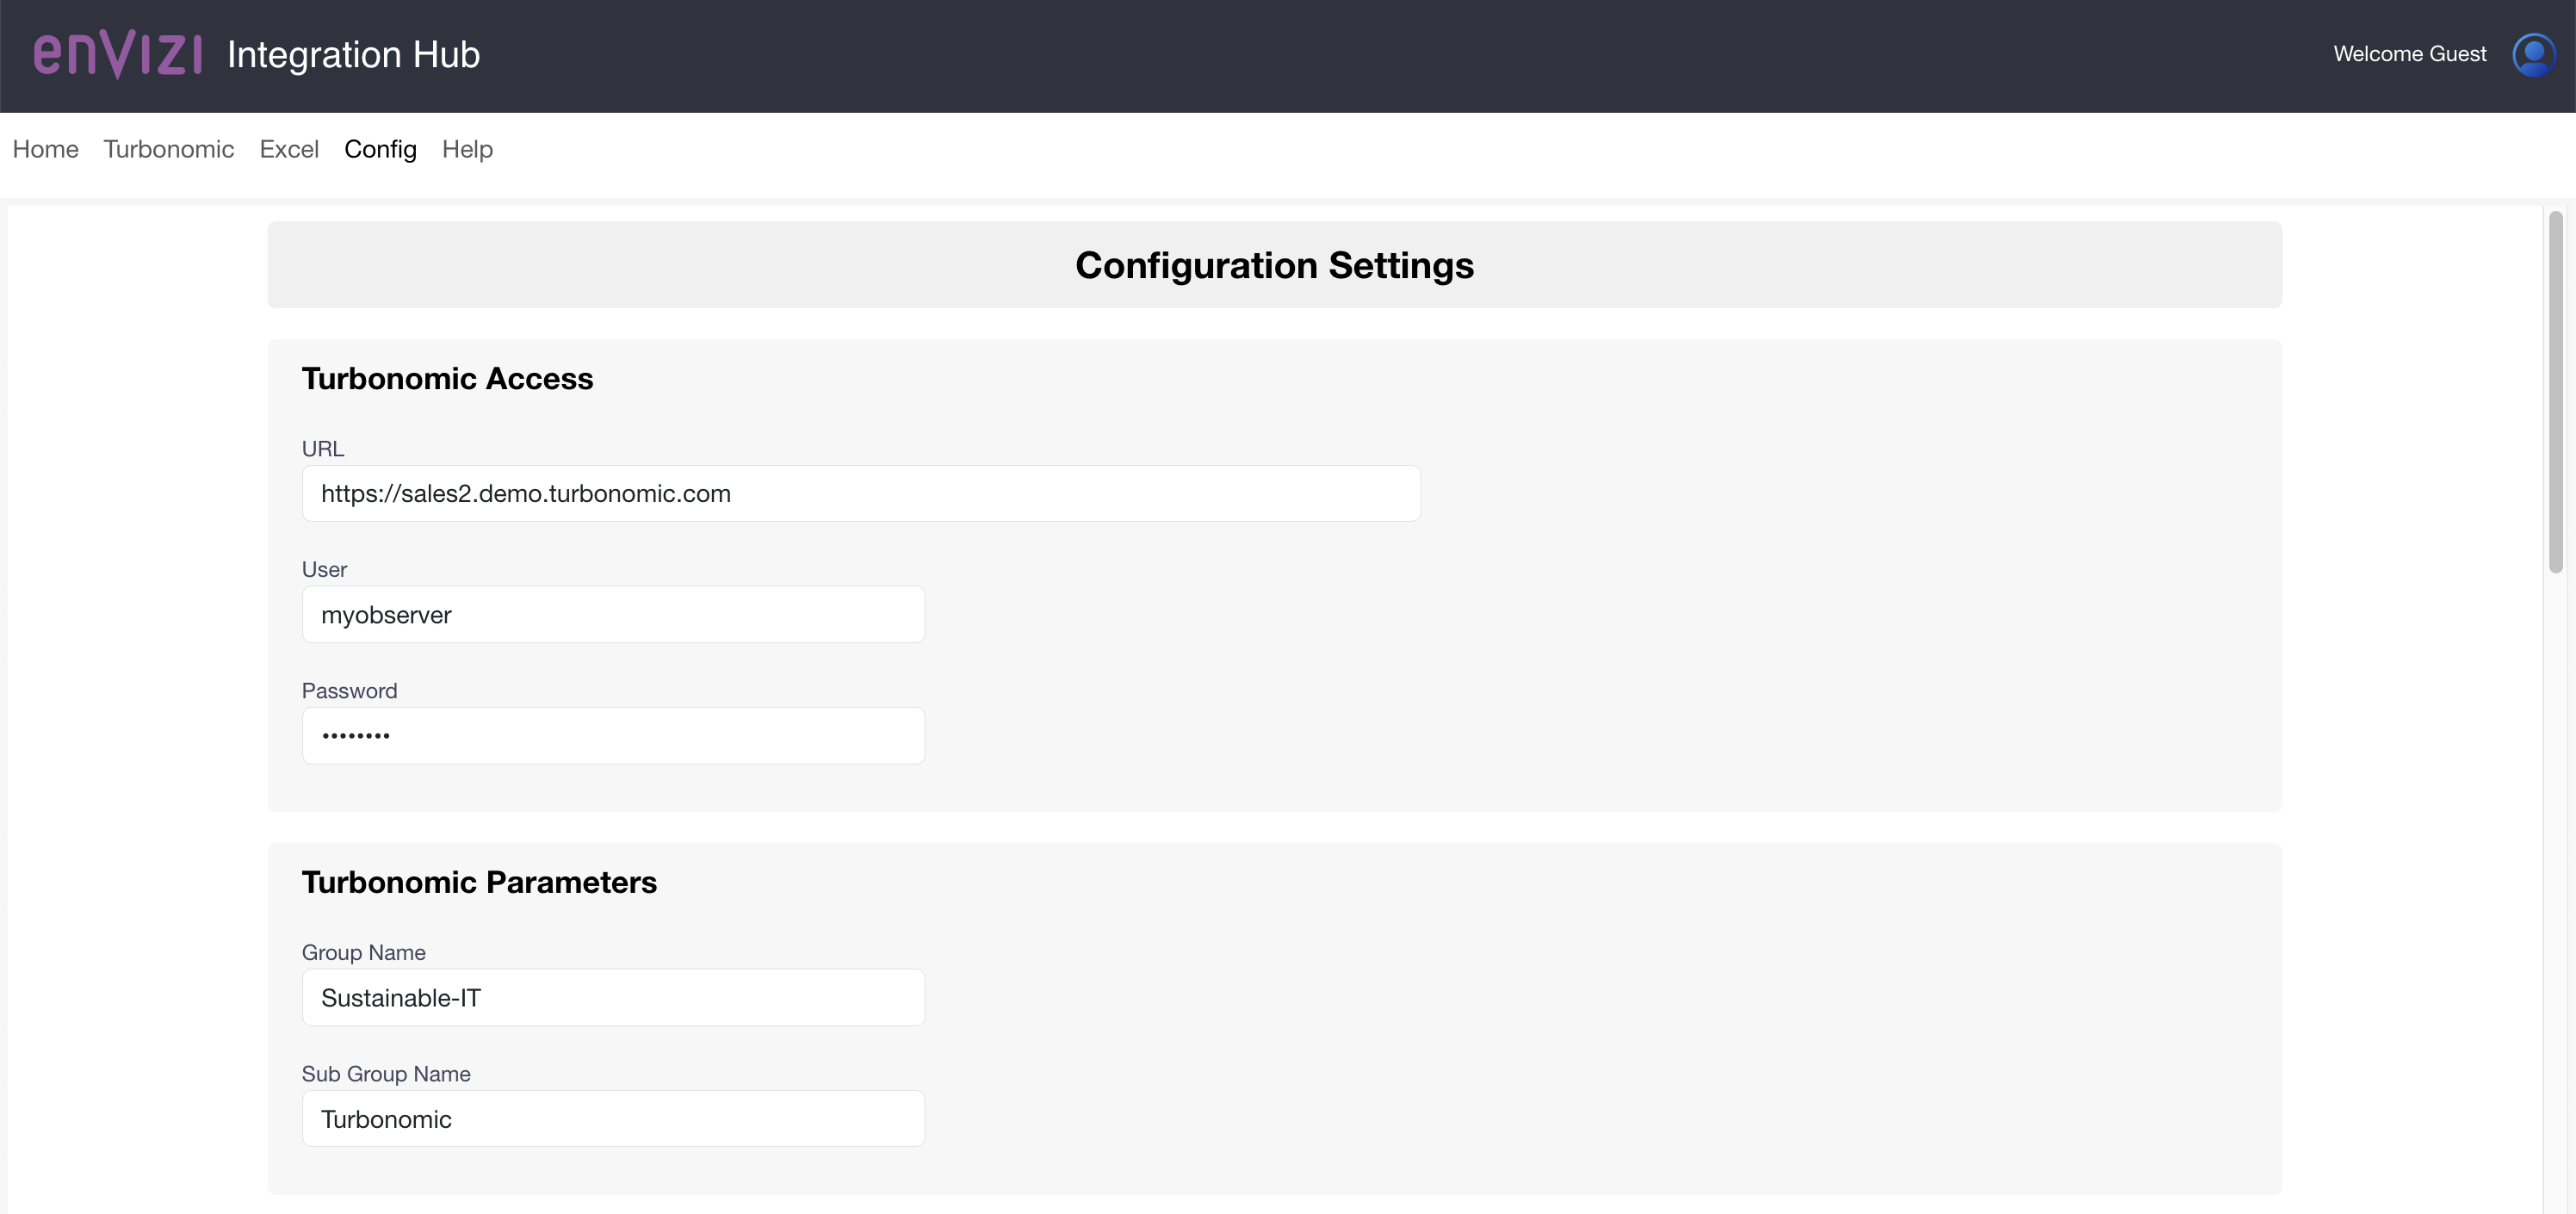 enVIZI Integration Hub Welcome Guest
Home Turbonomic Excel Config Help
Configuration Settings
Turbonomic Access
URL
https://sales2.demo.turbonomic.com
User
myobserver
Password
••••••••
Turbonomic Parameters
Group Name
Sustainable-IT
Sub Group Name
Turbonomic